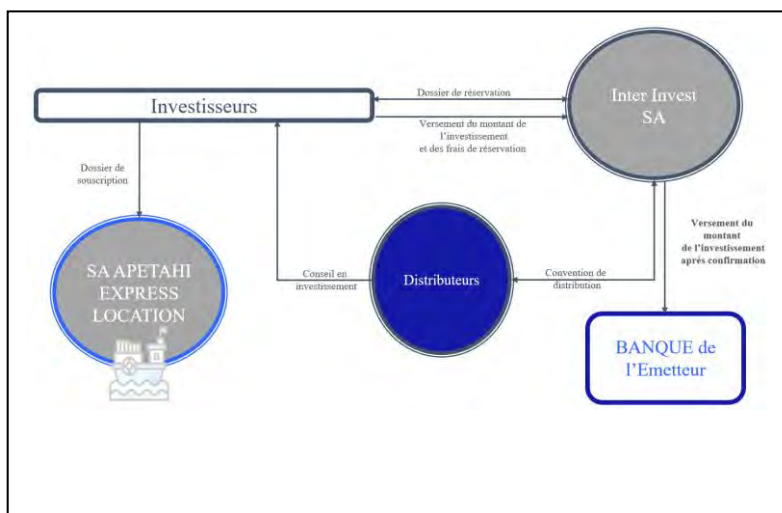 Investisseurs
Dossier de réservation
Inter Invest
SA
Versement du montant de
l'investissement
et des frais de réservation
Dossier de
souscription
SA APETAHI
EXPRESS
LOCATION
Conseil en
investissement
Distributeurs
Convention de
distribution
Versement du
montant
de l'investissement
après confirmation
BANQUE de
l'Emetteur